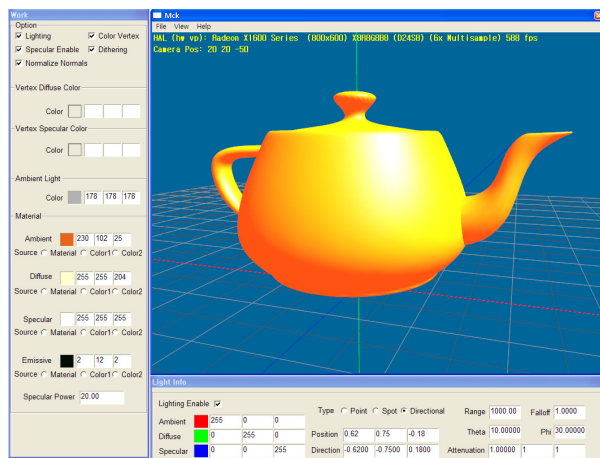 Work
Option
Lighting
Color Vertex
Specular Enable
Dithering
Normalize Normals
Vertex Diffuse Color
Color
Vertex Specular Color
Color
Ambient Light
Color 178 178 178
Material
Ambient 230 102 25
Source Material Color1 Color2
Diffuse 255 255 204
Source Material Color1 Color2
Specular 255 255 255
Source Material Color1 Color2
Emissive 2 12 2
Source Material Color1 Color2
Specular Power 20.00
Mck
File View Help
HAL (hw vp): Radeon X1600 Series (800x600) X8R8G8B8 (D24S8) (6x Multisample) 588 fps
Camera Pos: 20 20 -50
Light Info
Lighting Enable
Ambient 255 0 0
Diffuse 0 255 0
Specular 0 0 255
Type Point Spot Directional
Position 0.62 0.75 -0.18
Direction -0.6200 -0.7500 0.1800
Range 1000.00 Falloff 1.0000
Theta 10.00000 Phi 30.00000
Attenuation 1.00000 1 1